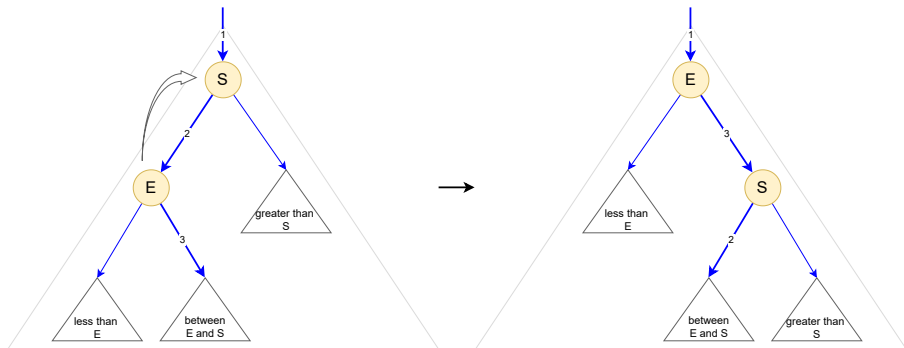 1
S
2
E
greater than
S
3
less than
E
between
E and S
1
E
3
less than
E
S
2
between
E and S
greater than
S